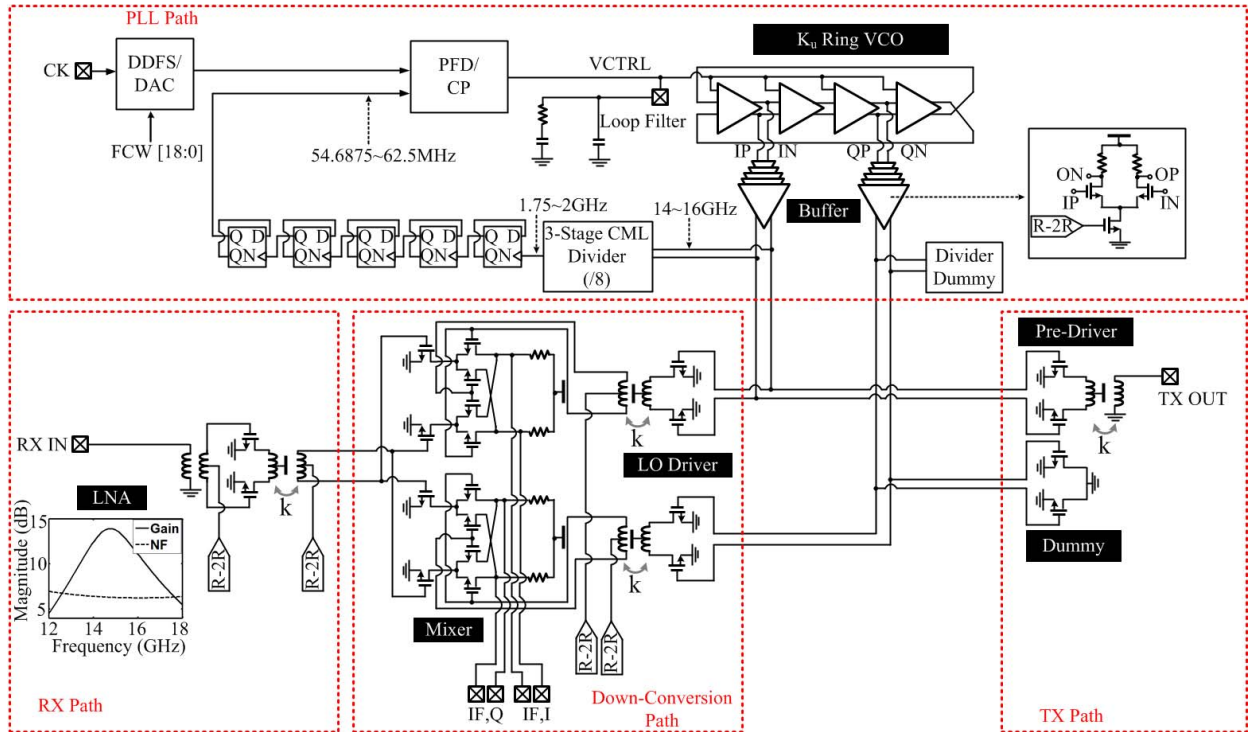 PLL Path
CK
DDFS/
DAC
FCW [18:0]
PFD/
CP
54.6875~62.5MHz
VCTRL
Loop Filter
Ku Ring VCO
IP
IN
QP
QN
Buffer
ON
OP
IP
IN
R-2R
Q D
QN
Q D
QN
Q D
QN
Q D
QN
Q D
QN
1.75~2GHz
3-Stage CML
Divider
(/8)
14~16GHz
Divider
Dummy
RX IN
LNA
k
R-2R
R-2R
Magnitude (dB)
15
10
5
Gain
NF
12
14
16
18
Frequency (GHz)
RX Path
Mixer
k
LO Driver
k
R-2R
R-2R
IF,Q
IF,I
Down-Conversion
Path
Pre-Driver
TX OUT
k
Dummy
TX Path